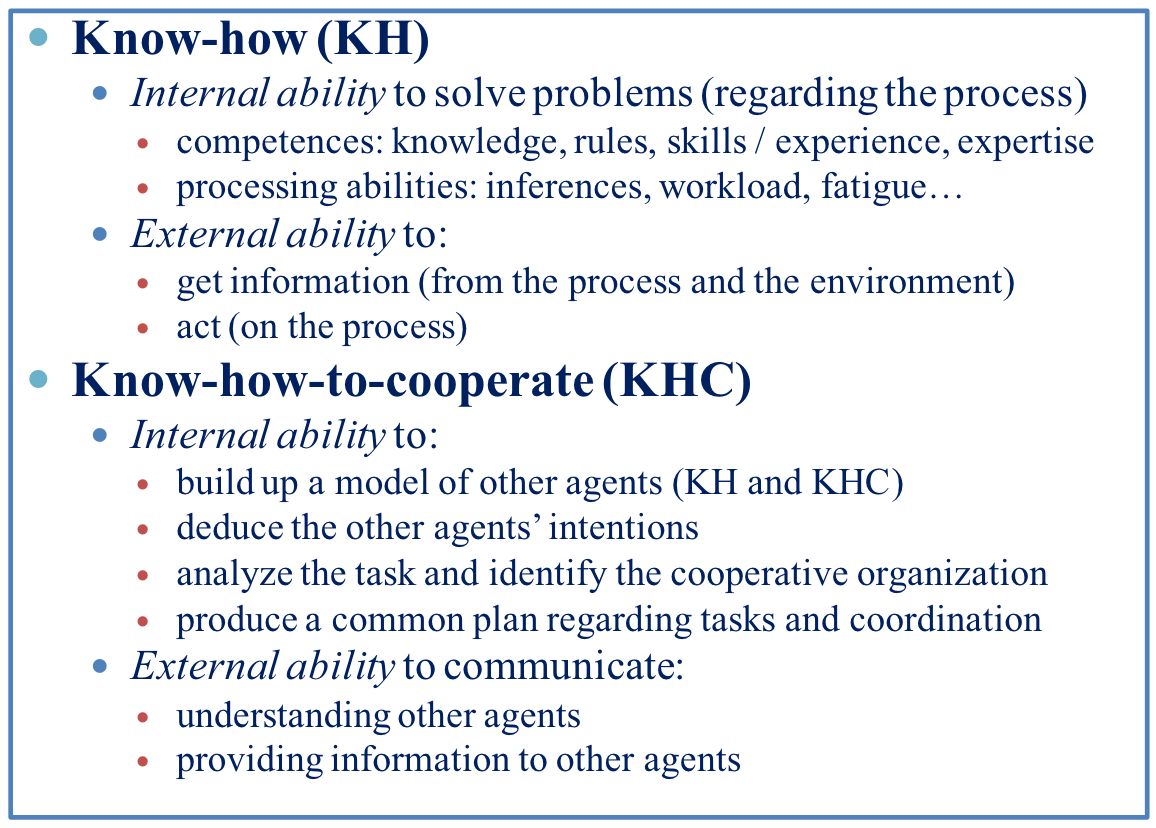 Know-how (KH)
Internal ability to solve problems (regarding the process)
competences: knowledge, rules, skills / experience, expertise
processing abilities: inferences, workload, fatigue…
External ability to:
get information (from the process and the environment)
act (on the process)
Know-how-to-cooperate (KHC)
Internal ability to:
build up a model of other agents (KH and KHC)
deduce the other agents’ intentions
analyze the task and identify the cooperative organization
produce a common plan regarding tasks and coordination
External ability to communicate:
understanding other agents
providing information to other agents